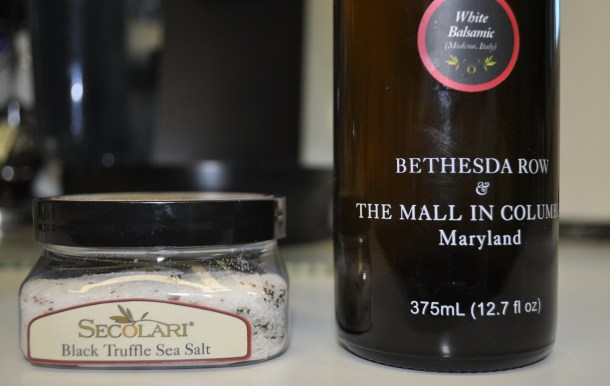 SECOLARI®
Black Truffle Sea Salt
White
Balsamic
(Modena, Italy)
BETHESDA ROW
&
THE MALL IN COLUMB
Maryland
375mL (12.7 fl oz)